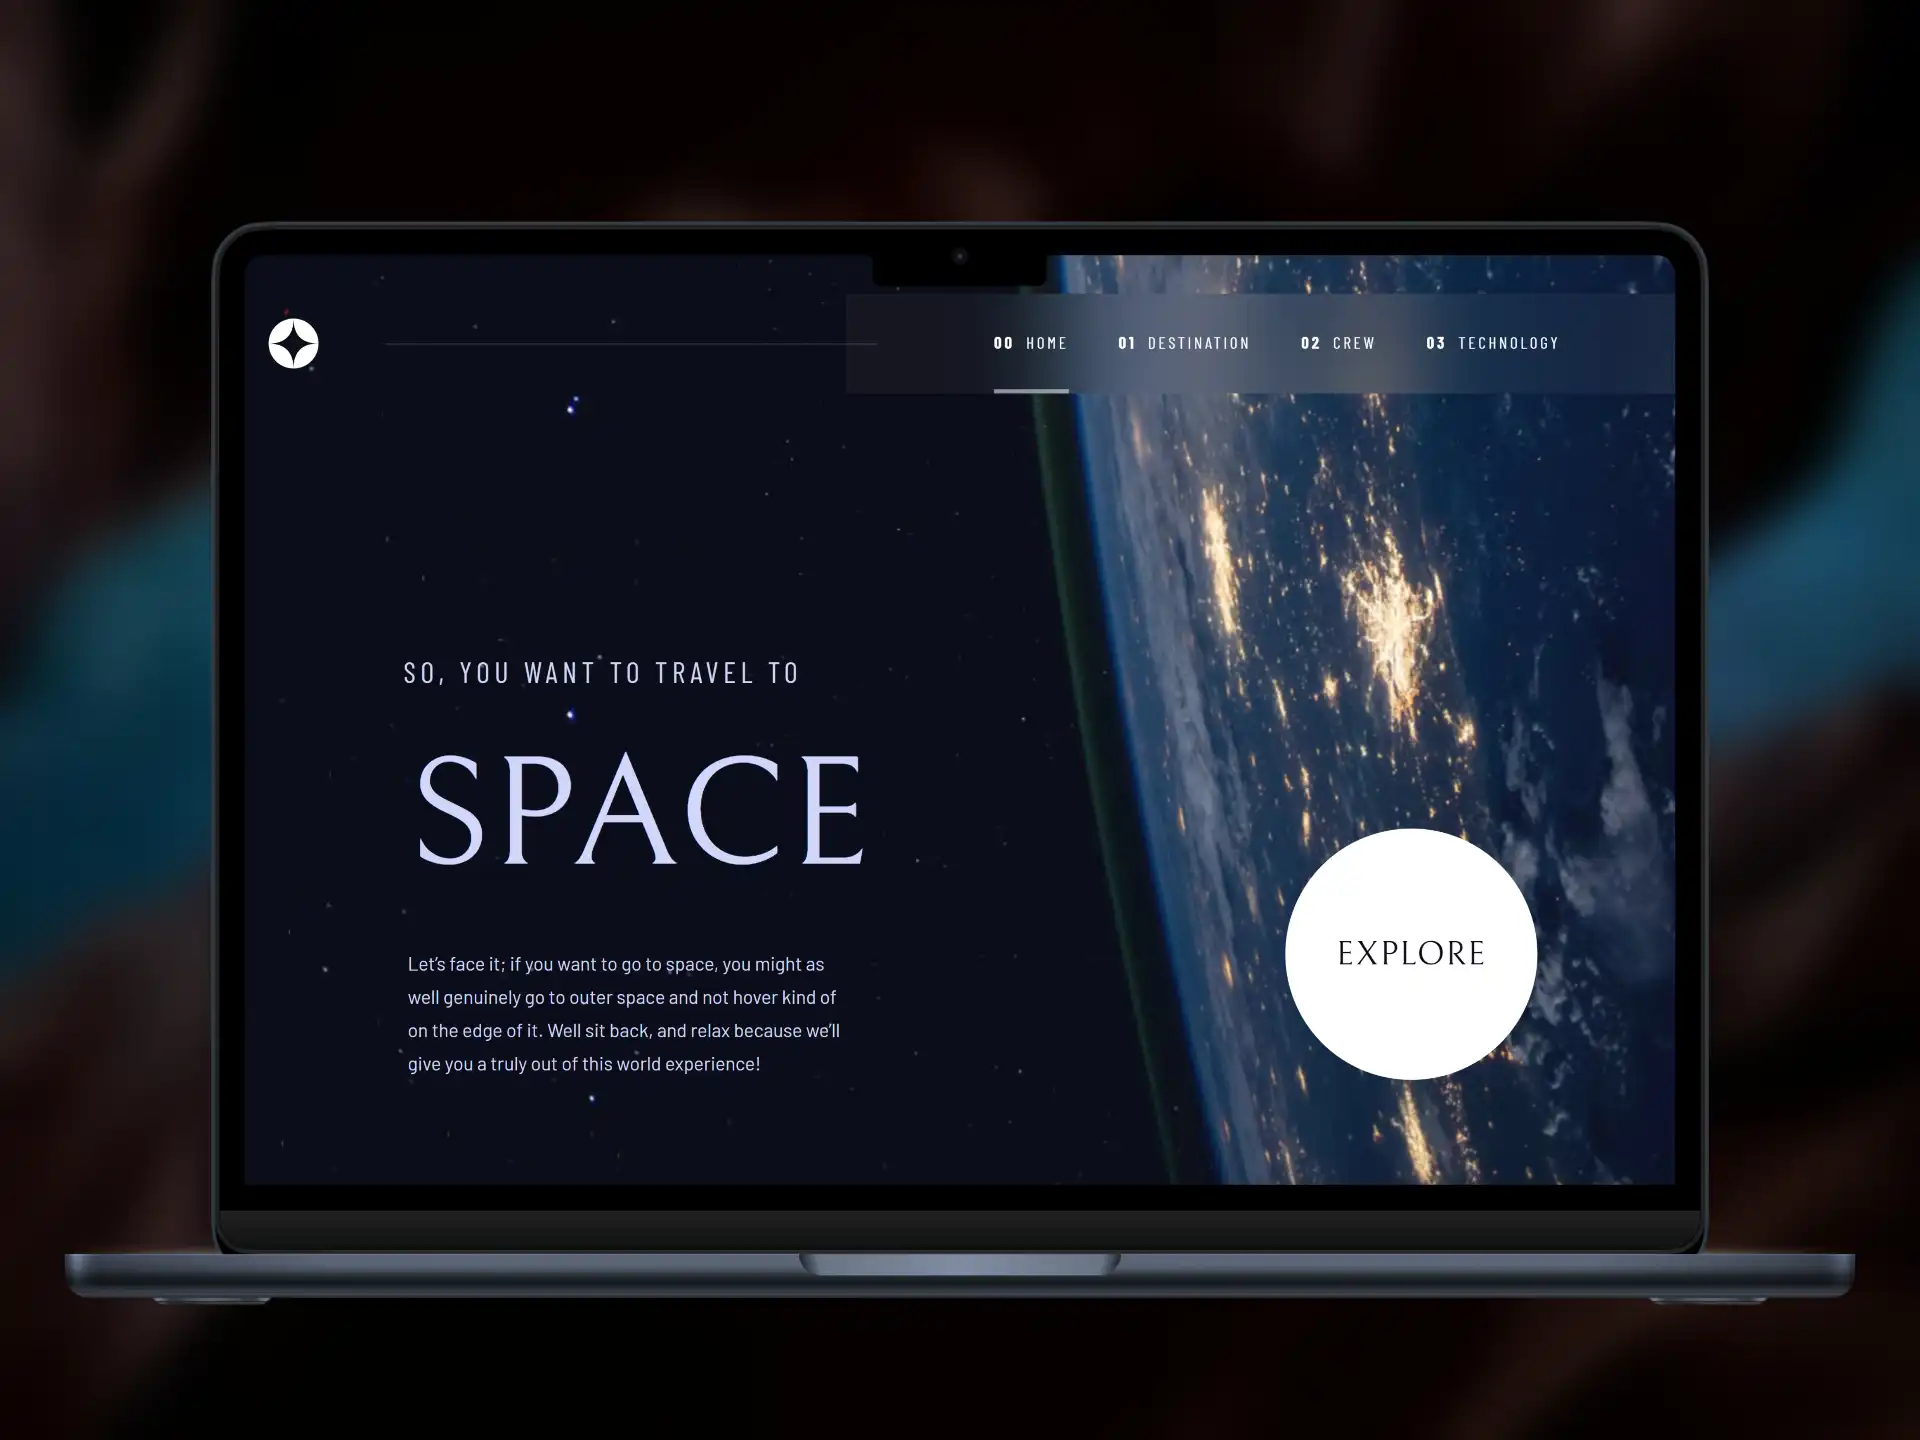 00 HOME 01 DESTINATION 02 CREW 03 TECHNOLOGY
SO, YOU WANT TO TRAVEL TO
SPACE
Let’s face it; if you want to go to space, you might as
well genuinely go to outer space and not hover kind of
on the edge of it. Well sit back, and relax because we’ll
give you a truly out of this world experience!
EXPLORE